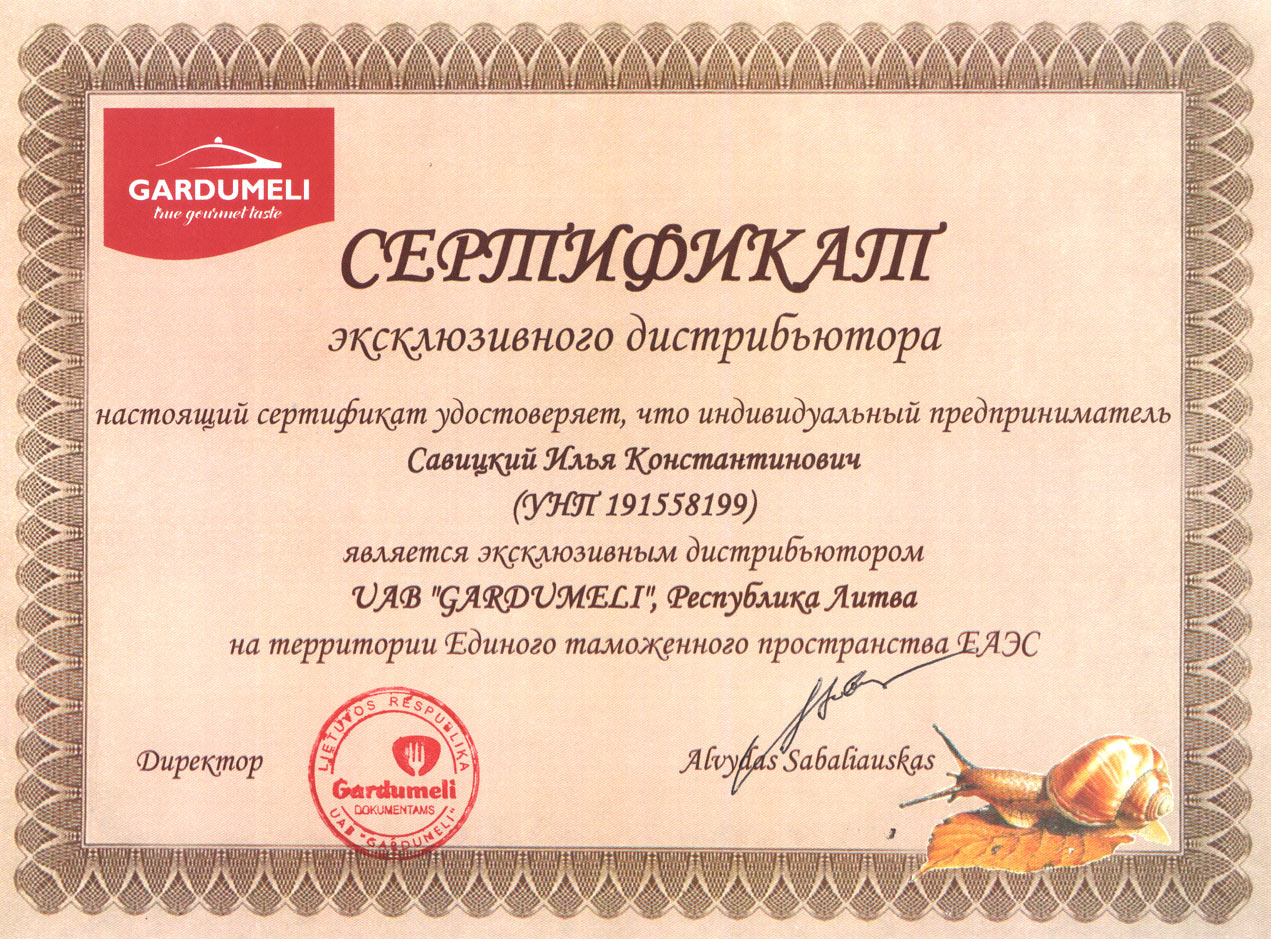 GARDUMELI
true gourmet taste
СЕРТИФИКАТ
эксклюзивного дистрибьютора
настоящий сертификат удостоверяет, что индивидуальный предприниматель
Савицкий Илья Константинович
(УНП 191558199)
является эксклюзивным дистрибьютором
UAB "GARDUMELI", Республика Литва
на территории Единого таможенного пространства ЕАЭС
Директор
LIETUVOS RESPUBLIKA
Gardumeli
DOKUMENTAMS
UAB "GARDUMELI"
Alvydas Sabaliauskas